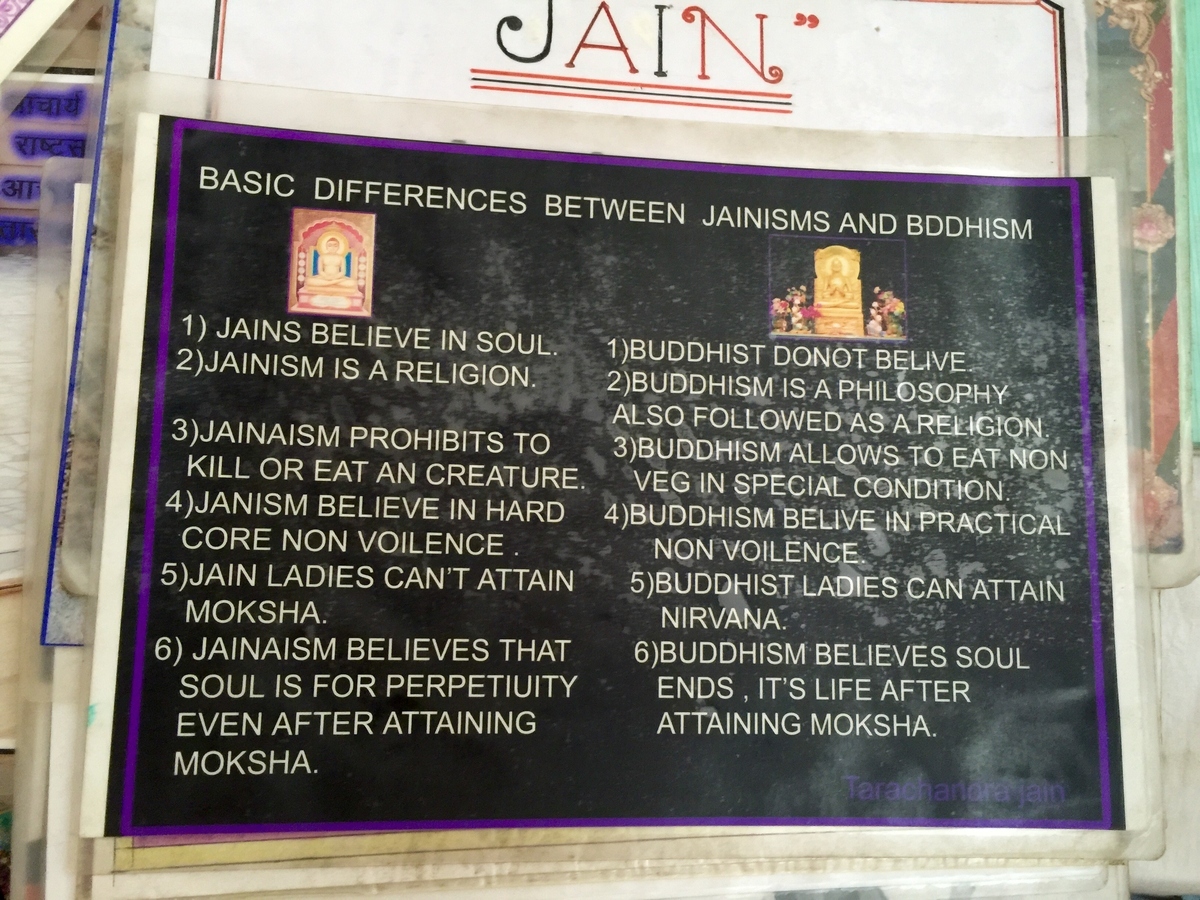 JAIN”
आचार्य
राष्टस
आच
BASIC DIFFERENCES BETWEEN JAINISMS AND BDDHISM
1) JAINS BELIEVE IN SOUL.
2)JAINISM IS A RELIGION.
3)JAINAISM PROHIBITS TO
KILL OR EAT AN CREATURE.
4)JANISM BELIEVE IN HARD
CORE NON VOILENCE .
5)JAIN LADIES CAN'T ATTAIN
MOKSHA.
6) JAINAISM BELIEVES THAT
SOUL IS FOR PERPETIUITY
EVEN AFTER ATTAINING
MOKSHA.
1)BUDDHIST DONOT BELIVE.
2)BUDDHISM IS A PHILOSOPHY
ALSO FOLLOWED AS A RELIGION.
3)BUDDHISM ALLOWS TO EAT NON
VEG IN SPECIAL CONDITION.
4)BUDDHISM BELIVE IN PRACTICAL
NON VOILENCE.
5)BUDDHIST LADIES CAN ATTAIN
NIRVANA.
6)BUDDHISM BELIEVES SOUL
ENDS , IT'S LIFE AFTER
ATTAINING MOKSHA.
Tarachandra jain